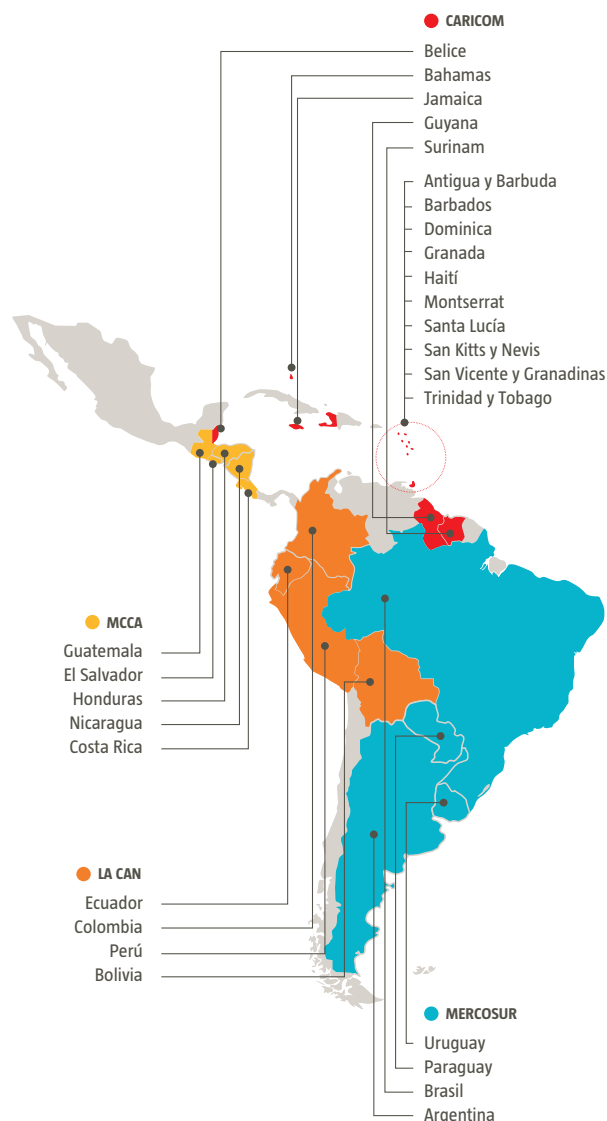 CARICOM
Belice
Bahamas
Jamaica
Guyana
Surinam
Antigua y Barbuda
Barbados
Dominica
Granada
Haití
Montserrat
Santa Lucía
San Kitts y Nevis
San Vicente y Granadinas
Trinidad y Tobago
MCCA
Guatemala
El Salvador
Honduras
Nicaragua
Costa Rica
LA CAN
Ecuador
Colombia
Perú
Bolivia
MERCOSUR
Uruguay
Paraguay
Brasil
Argentina